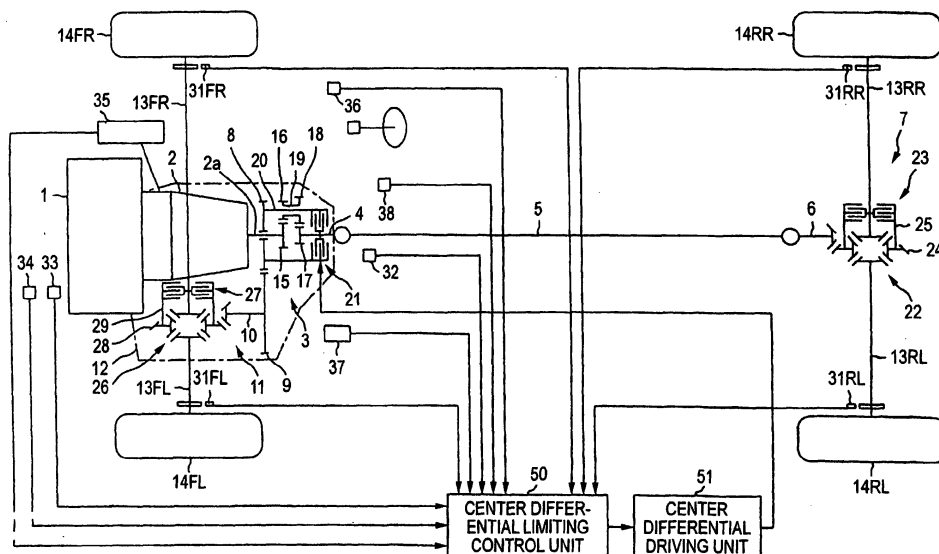 14FR
14RR
31FR
36
31RR
13FR
13RR
35
7
8
16
18
2
2a
20
19
23
1
4
38
5
6
25
34
33
15
17
32
24
27
21
22
29
10
3
28
12
37
26
11
9
13RL
13FL
31FL
31RL
14FL
50
51
14RL
CENTER DIFFER-
ENTIAL LIMITING
CONTROL UNIT
CENTER
DIFFERENTIAL
DRIVING UNIT